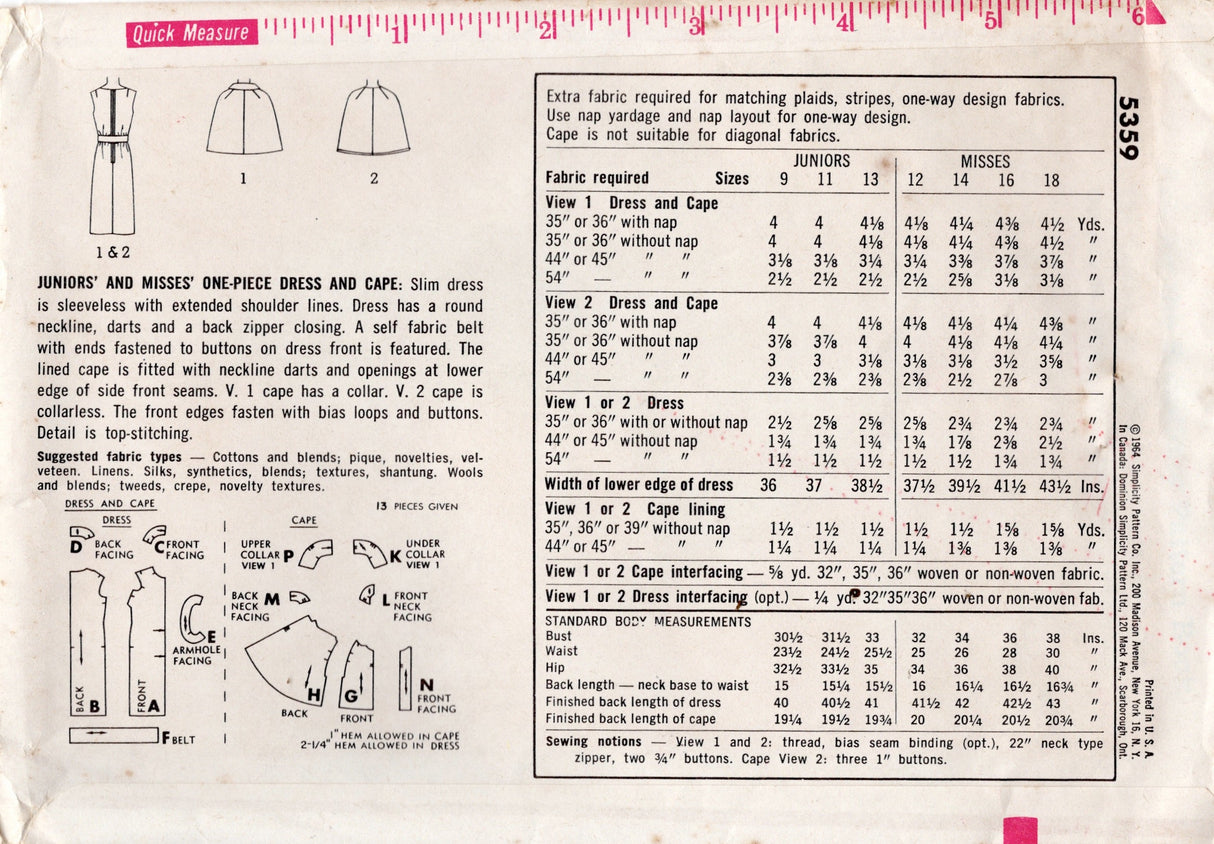 Quick Measure 1 2 3 4 5 6
1 & 2
1
2
JUNIORS' AND MISSES' ONE-PIECE DRESS AND CAPE: Slim dress
is sleeveless with extended shoulder lines. Dress has a round
neckline, darts and a back zipper closing. A self fabric belt
with ends fastened to buttons on dress front is featured. The
lined cape is fitted with neckline darts and openings at lower
edge of side front seams. V. 1 cape has a collar. V. 2 cape is
collarless. The front edges fasten with bias loops and buttons.
Detail is top-stitching.
Suggested fabric types — Cottons and blends; pique, novelties, vel-
veteen. Linens. Silks, synthetics, blends; textures, shantung. Wools
and blends; tweeds, crepe, novelty textures.
DRESS AND CAPE
13 PIECES GIVEN
DRESS
D BACK FACING
C FRONT FACING
E ARMHOLE FACING
BACK B
FRONT A
F BELT
CAPE
UPPER COLLAR VIEW 1 P
K UNDER COLLAR VIEW 1
BACK NECK FACING M
L FRONT NECK FACING
H BACK
G FRONT
N FRONT FACING
1" HEM ALLOWED IN CAPE
2-1/4" HEM ALLOWED IN DRESS
Extra fabric required for matching plaids, stripes, one-way design fabrics.
Use nap yardage and nap layout for one-way design.
Cape is not suitable for diagonal fabrics.
JUNIORS MISSES
Fabric required Sizes 9 11 13 12 14 16 18
View 1 Dress and Cape
35" or 36" with nap 4 4 4⅛ 4⅛ 4¼ 4⅜ 4½ Yds.
35" or 36" without nap 4 4 4⅛ 4⅛ 4¼ 4⅜ 4½ "
44" or 45" " " 3⅛ 3⅛ 3¼ 3¼ 3⅜ 3⅞ 3⅞ "
54" — " " 2½ 2½ 2½ 2½ 2⅝ 3⅛ 3⅛ "
View 2 Dress and Cape
35" or 36" with nap 4 4 4⅛ 4⅛ 4⅛ 4¼ 4⅜ "
35" or 36" without nap 3⅞ 3⅞ 4 4 4⅛ 4⅛ 4¼ "
44" or 45" " " 3 3 3⅛ 3⅛ 3⅛ 3½ 3⅝ "
54" — " " 2⅜ 2⅜ 2⅜ 2⅜ 2½ 2⅞ 3 "
View 1 or 2 Dress
35" or 36" with or without nap 2½ 2⅝ 2⅝ 2⅝ 2¾ 2¾ 2¾ "
44" or 45" without nap 1¾ 1¾ 1¾ 1¾ 1⅞ 2⅜ 2½ "
54" — " " 1½ 1½ 1½ 1½ 1½ 1¾ 1¾ "
Width of lower edge of dress 36 37 38½ 37½ 39½ 41½ 43½ Ins.
View 1 or 2 Cape lining
35", 36" or 39" without nap 1½ 1½ 1½ 1½ 1½ 1⅝ 1⅝ Yds.
44" or 45" — " " 1¼ 1¼ 1¼ 1¼ 1⅜ 1⅜ 1⅜ "
View 1 or 2 Cape interfacing — ⅝ yd. 32", 35", 36" woven or non-woven fabric.
View 1 or 2 Dress interfacing (opt.) — ¼ yd. 32"35"36" woven or non-woven fab.
STANDARD BODY MEASUREMENTS
Bust 30½ 31½ 33 32 34 36 38 Ins.
Waist 23½ 24½ 25½ 25 26 28 30 "
Hip 32½ 33½ 35 34 36 38 40 "
Back length — neck base to waist 15 15¼ 15½ 16 16¼ 16½ 16¾ "
Finished back length of dress 40 40½ 41 41½ 42 42½ 43 "
Finished back length of cape 19¼ 19½ 19¾ 20 20¼ 20½ 20¾ "
Sewing notions — View 1 and 2: thread, bias seam binding (opt.), 22" neck type
zipper, two ¾" buttons. Cape View 2: three 1" buttons.
5359
© 1964 Simplicity Pattern Co. Inc., 200 Madison Avenue, New York 16, N. Y.
In Canada: Dominion Simplicity Pattern Ltd., 120 Mack Ave., Scarborough, Ont.
Printed in U. S. A.